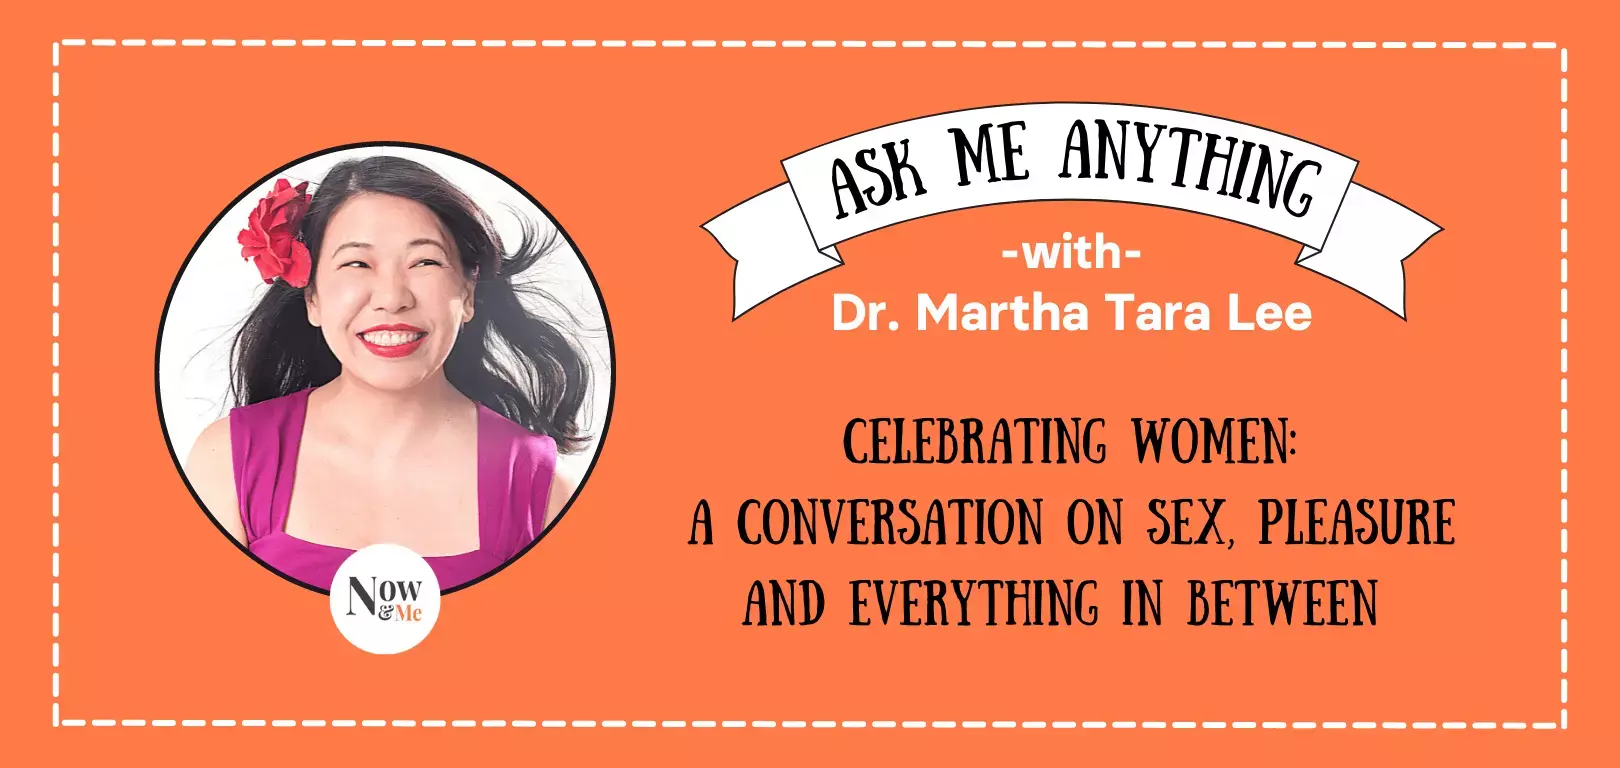 ASK ME ANYTHING
-with-
Dr. Martha Tara Lee
CELEBRATING WOMEN:
A CONVERSATION ON SEX, PLEASURE
AND EVERYTHING IN BETWEEN
Now
&Me